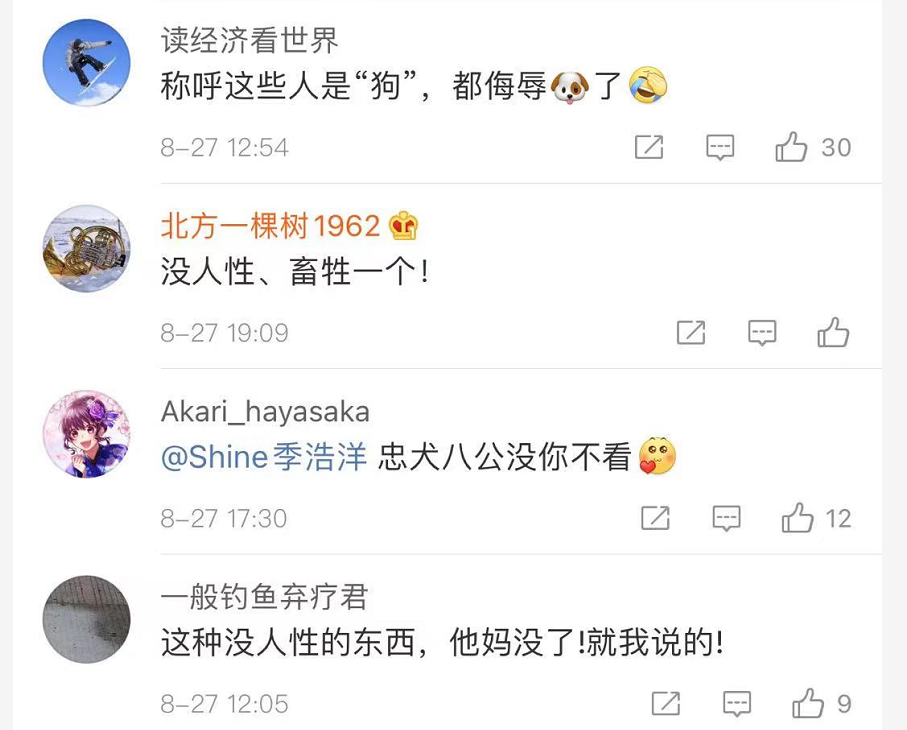 读经济看世界
称呼这些人是“狗”，都侮辱🐶了🤣
8-27 12:54
30
北方一棵树1962
没人性、畜牲一个！
8-27 19:09
Akari_hayasaka
@Shine季浩洋 忠犬八公没你不看🥰
8-27 17:30
12
一般钓鱼弃疗君
这种没人性的东西，他妈没了!就我说的!
8-27 12:05
9